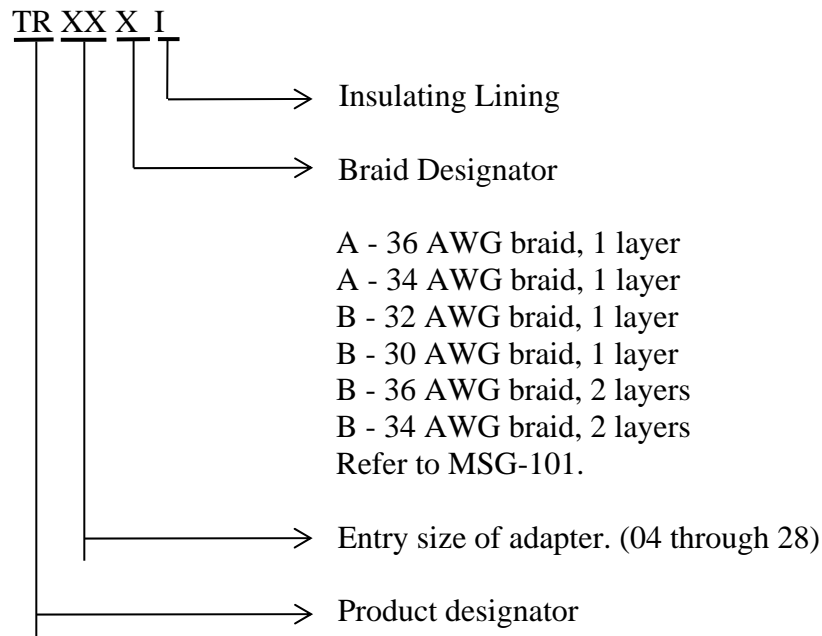 TR XX X I
Insulating Lining
Braid Designator
A - 36 AWG braid, 1 layer
A - 34 AWG braid, 1 layer
B - 32 AWG braid, 1 layer
B - 30 AWG braid, 1 layer
B - 36 AWG braid, 2 layers
B - 34 AWG braid, 2 layers
Refer to MSG-101.
Entry size of adapter. (04 through 28)
Product designator